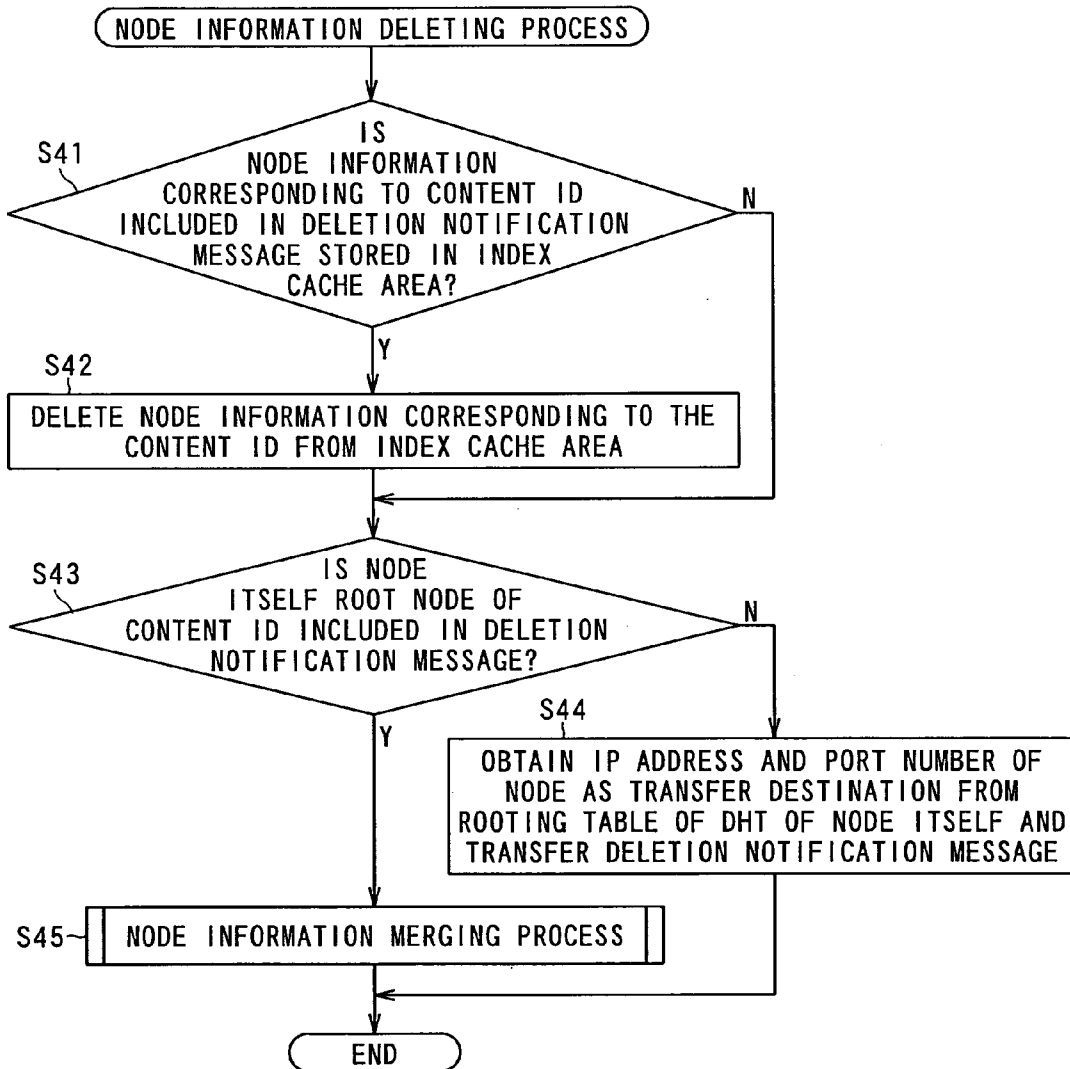 NODE INFORMATION DELETING PROCESS
S41
IS
NODE INFORMATION
CORRESPONDING TO CONTENT ID
INCLUDED IN DELETION NOTIFICATION
MESSAGE STORED IN INDEX
CACHE AREA?
N
Y
S42
DELETE NODE INFORMATION CORRESPONDING TO THE
CONTENT ID FROM INDEX CACHE AREA
S43
IS NODE
ITSELF ROOT NODE OF
CONTENT ID INCLUDED IN DELETION
NOTIFICATION MESSAGE?
N
Y
S44
OBTAIN IP ADDRESS AND PORT NUMBER OF
NODE AS TRANSFER DESTINATION FROM
ROOTING TABLE OF DHT OF NODE ITSELF AND
TRANSFER DELETION NOTIFICATION MESSAGE
S45
NODE INFORMATION MERGING PROCESS
END